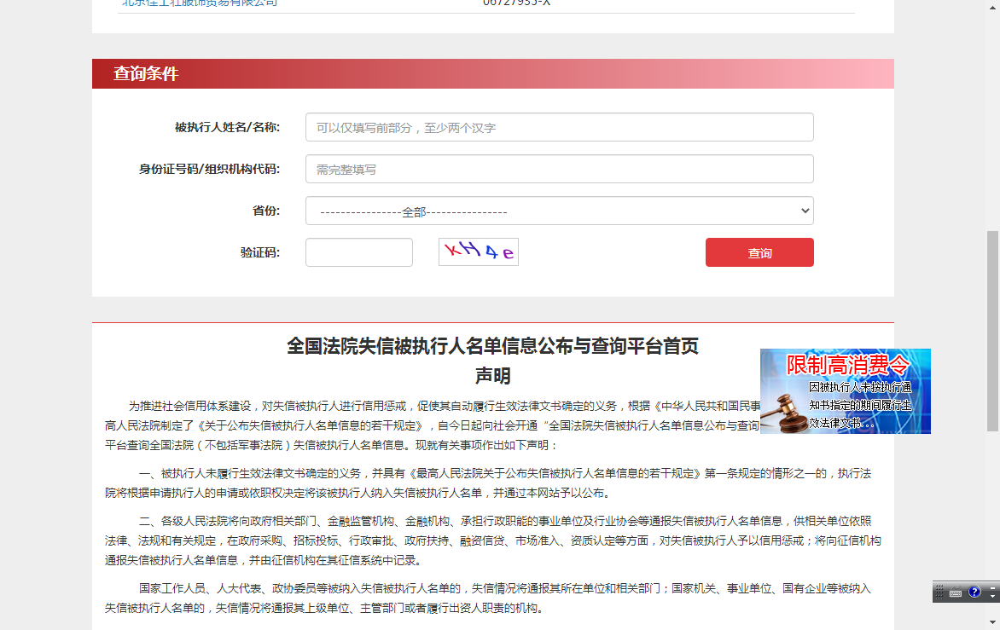 北京佳士壮服饰贸易有限公司 06727935-X
查询条件
被执行人姓名/名称: 可以仅填写前部分，至少两个汉字
身份证号码/组织机构代码: 需完整填写
省份: ----------------全部----------------
验证码: KH4e 查询
全国法院失信被执行人名单信息公布与查询平台首页
声明
为推进社会信用体系建设，对失信被执行人进行信用惩戒，促使其自动履行生效法律文书确定的义务，根据《中华人民共和国民事
高人民法院制定了《关于公布失信被执行人名单信息的若干规定》，自今日起向社会开通“全国法院失信被执行人名单信息公布与查询
平台查询全国法院（不包括军事法院）失信被执行人名单信息。现就有关事项作出如下声明：
限制高消费令
因被执行人未按执行通
知书指定的期间履行生
效法律文书...
一、被执行人未履行生效法律文书确定的义务，并具有《最高人民法院关于公布失信被执行人名单信息的若干规定》第一条规定的情形之一的，执行法
院将根据申请执行人的申请或依职权决定将该被执行人纳入失信被执行人名单，并通过本网站予以公布。
二、各级人民法院将向政府相关部门、金融监管机构、金融机构、承担行政职能的事业单位及行业协会等通报失信被执行人名单信息，供相关单位依照
法律、法规和有关规定，在政府采购、招标投标、行政审批、政府扶持、融资信贷、市场准入、资质认定等方面，对失信被执行人予以信用惩戒；将向征信机构
通报失信被执行人名单信息，并由征信机构在其征信系统中记录。
国家工作人员、人大代表、政协委员等被纳入失信被执行人名单的，失信情况将通报其所在单位和相关部门；国家机关、事业单位、国有企业等被纳入
失信被执行人名单的，失信情况将通报其上级单位、主管部门或者履行出资人职责的机构。